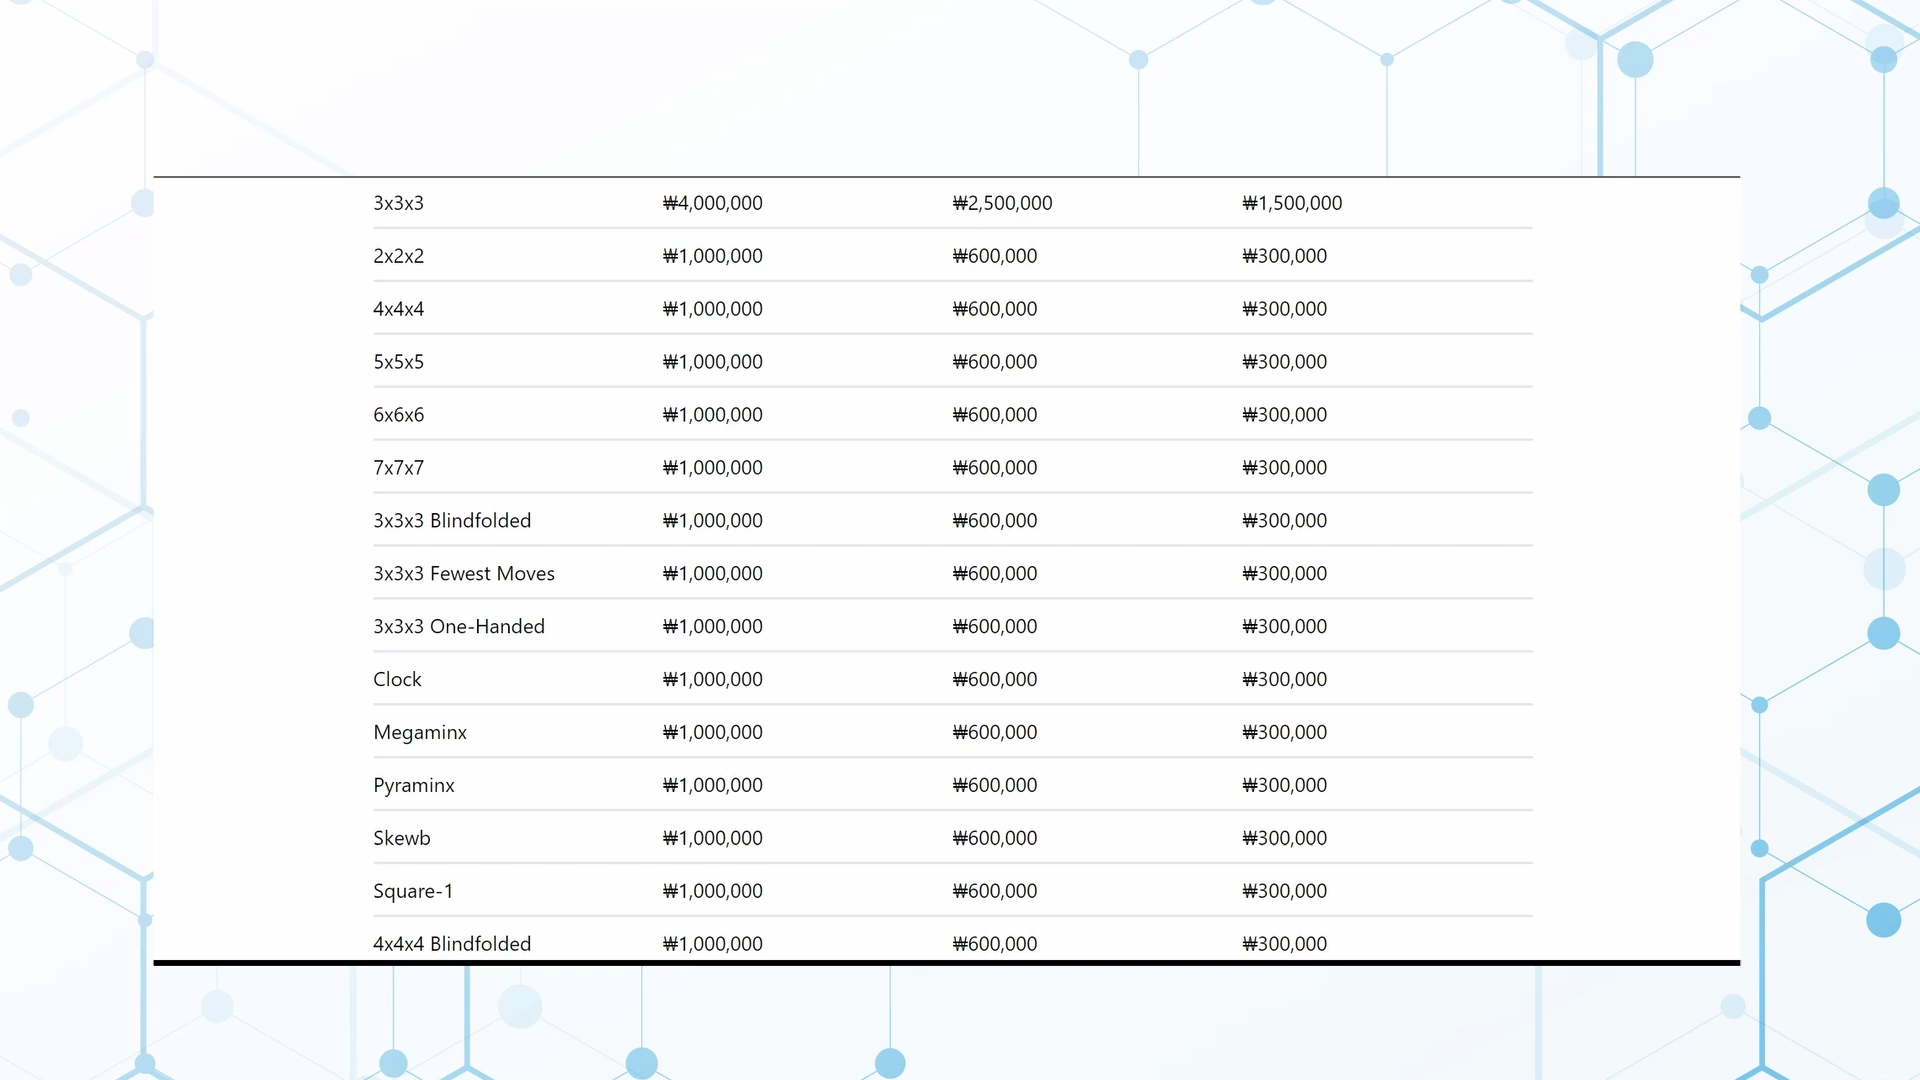 3x3x3 ₩4,000,000 ₩2,500,000 ₩1,500,000
2x2x2 ₩1,000,000 ₩600,000 ₩300,000
4x4x4 ₩1,000,000 ₩600,000 ₩300,000
5x5x5 ₩1,000,000 ₩600,000 ₩300,000
6x6x6 ₩1,000,000 ₩600,000 ₩300,000
7x7x7 ₩1,000,000 ₩600,000 ₩300,000
3x3x3 Blindfolded ₩1,000,000 ₩600,000 ₩300,000
3x3x3 Fewest Moves ₩1,000,000 ₩600,000 ₩300,000
3x3x3 One-Handed ₩1,000,000 ₩600,000 ₩300,000
Clock ₩1,000,000 ₩600,000 ₩300,000
Megaminx ₩1,000,000 ₩600,000 ₩300,000
Pyraminx ₩1,000,000 ₩600,000 ₩300,000
Skewb ₩1,000,000 ₩600,000 ₩300,000
Square-1 ₩1,000,000 ₩600,000 ₩300,000
4x4x4 Blindfolded ₩1,000,000 ₩600,000 ₩300,000